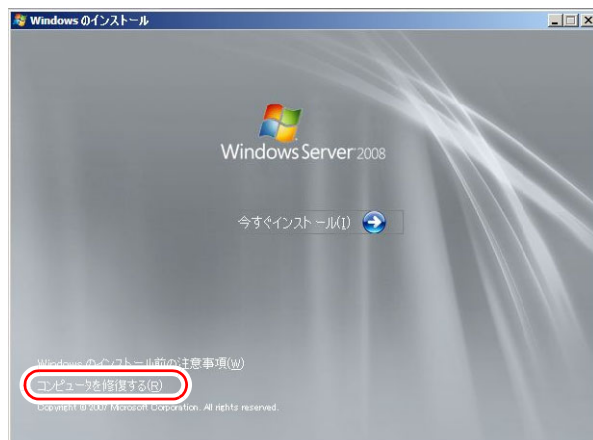 Windows のインストール
Windows Server 2008
今すぐインストール(I)
Windows のインストール前の注意事項(W)
コンピュータを修復する(R)
Copyright © 2007 Microsoft Corporation. All rights reserved.